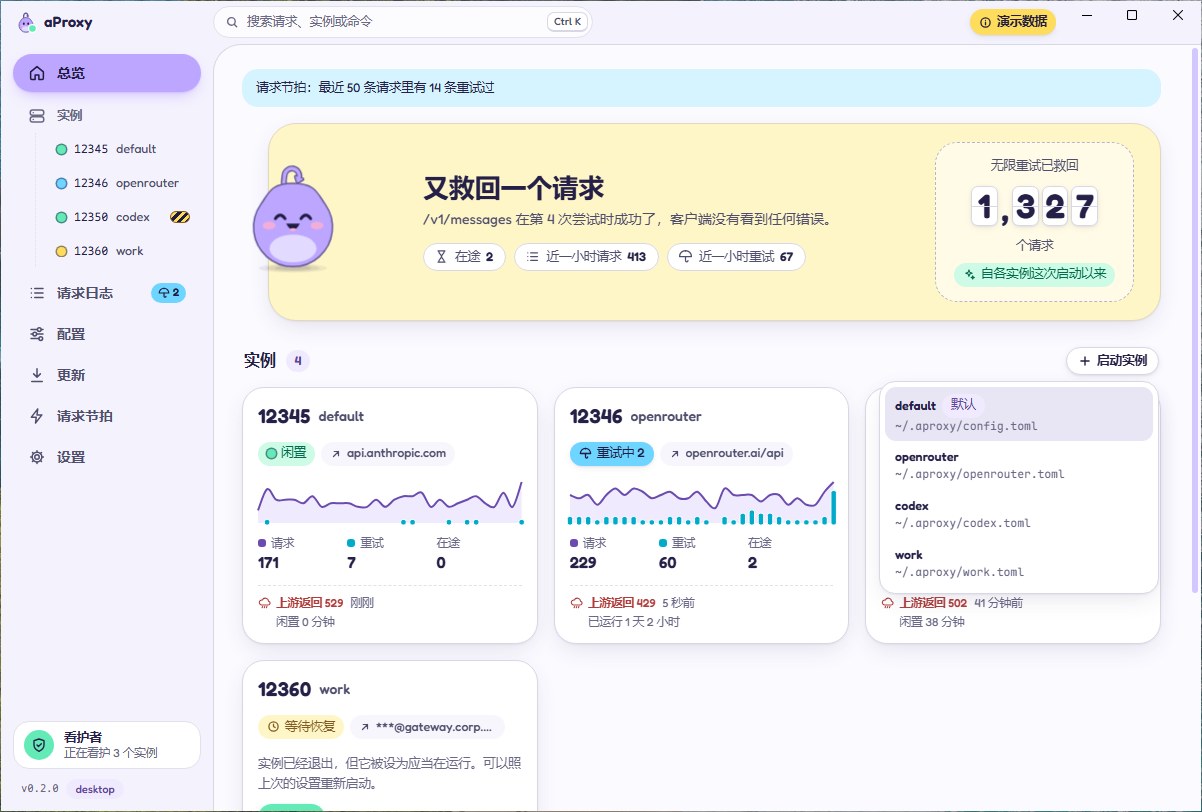 aProxy
搜索请求、实例或命令
Ctrl K
演示数据
总览
实例
12345 default
12346 openrouter
12350 codex
12360 work
请求日志
2
配置
更新
请求节拍
设置
看护者
正在看护 3 个实例
v0.2.0 desktop
请求节拍：最近 50 条请求里有 14 条重试过
又救回一个请求
/v1/messages 在第 4 次尝试时成功了，客户端没有看到任何错误。
在途 2
近一小时请求 413
近一小时重试 67
无限重试已救回
1,327
个请求
自各实例这次启动以来
实例 4
启动实例
default 默认
~/.aproxy/config.toml
openrouter
~/.aproxy/openrouter.toml
codex
~/.aproxy/codex.toml
work
~/.aproxy/work.toml
12345 default
闲置
api.anthropic.com
请求 重试 在途
171 7 0
上游返回 529 刚刚
闲置 0 分钟
12346 openrouter
重试中 2
openrouter.ai/api
请求 重试 在途
229 60 2
上游返回 429 5 秒前
已运行 1 天 2 小时
上游返回 502 41 分钟前
闲置 38 分钟
12360 work
等待恢复
***@gateway.corp....
实例已经退出，但它被设为应当在运行。可以照
上次的设置重新启动。